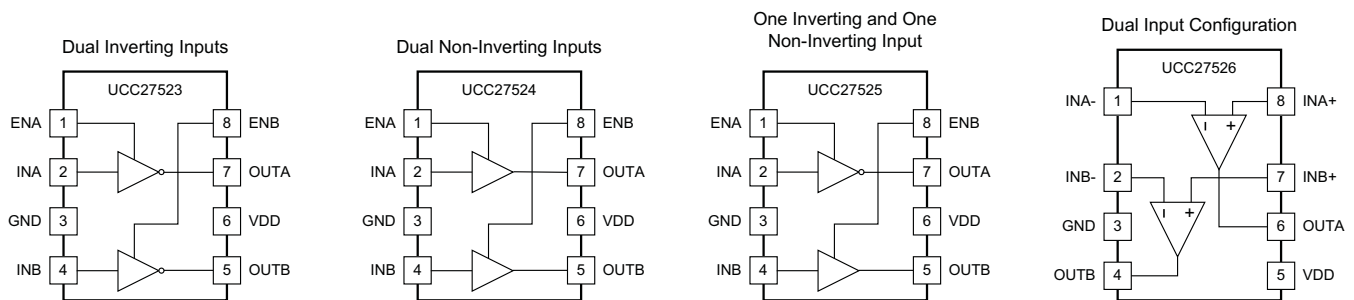 Dual Inverting Inputs
UCC27523
ENA 1 8 ENB
INA 2 7 OUTA
GND 3 6 VDD
INB 4 5 OUTB
Dual Non-Inverting Inputs
UCC27524
ENA 1 8 ENB
INA 2 7 OUTA
GND 3 6 VDD
INB 4 5 OUTB
One Inverting and One
Non-Inverting Input
UCC27525
ENA 1 8 ENB
INA 2 7 OUTA
GND 3 6 VDD
INB 4 5 OUTB
Dual Input Configuration
UCC27526
INA- 1 8 INA+
- +
INB- 2 7 INB+
- +
GND 3 6 OUTA
OUTB 4 5 VDD